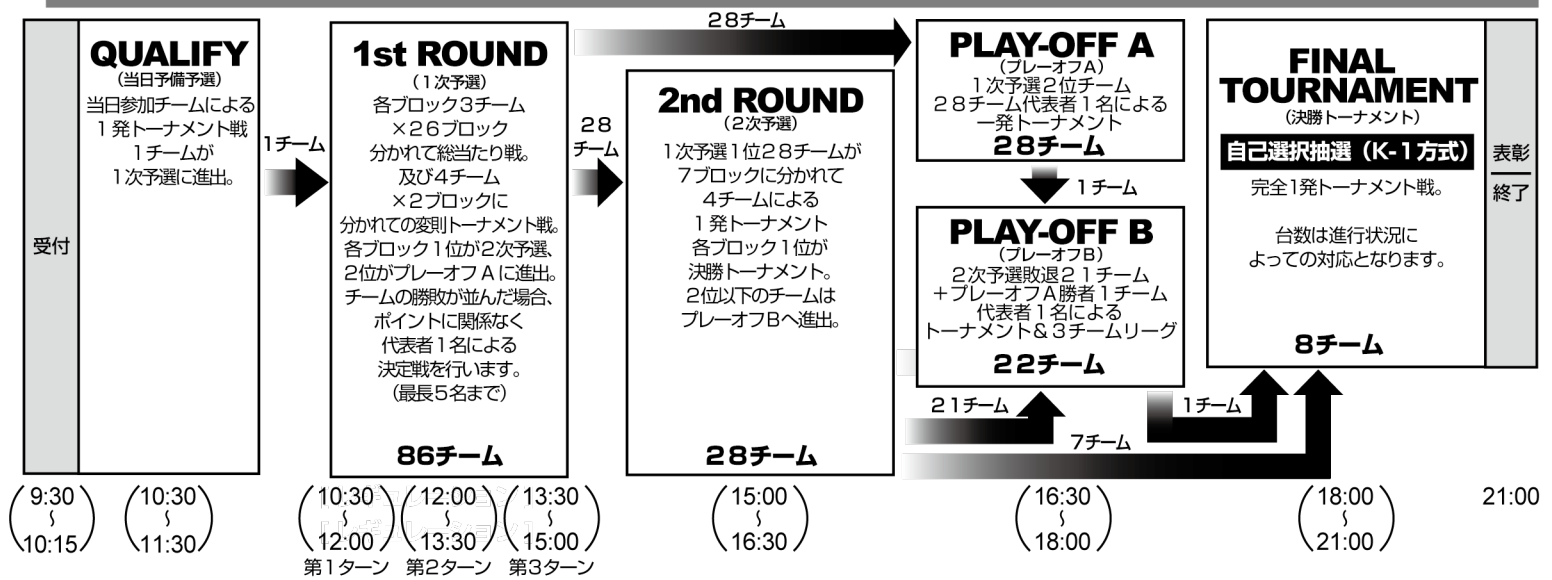 受付
QUALIFY
（当日予備予選）
当日参加チームによる
１発トーナメント戦
１チームが
１次予選に進出。
1チーム
1st ROUND
（１次予選）
各ブロック３チーム
×２６ブロック
分かれて総当たり戦。
及び４チーム
×２ブロックに
分かれての変則トーナメント戦。
各ブロック１位が２次予選、
２位がプレーオフＡに進出。
チームの勝敗が並んだ場合、
ポイントに関係なく
代表者１名による
決定戦を行います。
（最長５名まで）
86チーム
２８チーム
２８
チーム
2nd ROUND
（２次予選）
１次予選１位２８チームが
７ブロックに分かれて
４チームによる
１発トーナメント
各ブロック１位が
決勝トーナメント。
２位以下のチームは
プレーオフＢへ進出。
２８チーム
PLAY-OFF A
（プレーオフA）
１次予選２位チーム
２８チーム代表者１名による
一発トーナメント
２８チーム
１チーム
PLAY-OFF B
（プレーオフB）
２次予選敗退２１チーム
＋プレーオフＡ勝者１チーム
代表者１名による
トーナメント＆３チームリーグ
２２チーム
２１チーム
１チーム
７チーム
FINAL
TOURNAMENT
（決勝トーナメント）
自己選択抽選（K-1方式）
完全１発トーナメント戦。
台数は進行状況に
よっての対応となります。
8チーム
表彰
終了
（9:30〜10:15）
（10:30〜11:30）
（10:30〜12:00）
第１ターン
（12:00〜13:30）
第２ターン
（13:30〜15:00）
第３ターン
（15:00〜16:30）
（16:30〜18:00）
（18:00〜21:00）
21:00